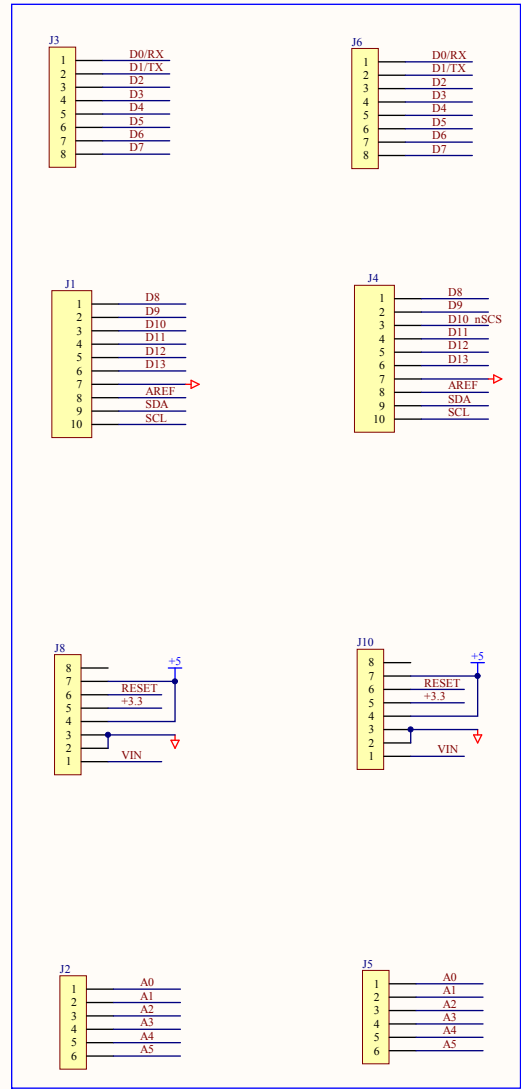 J3
1 D0/RX
2 D1/TX
3 D2
4 D3
5 D4
6 D5
7 D6
8 D7
J6
1 D0/RX
2 D1/TX
3 D2
4 D3
5 D4
6 D5
7 D6
8 D7
J1
1 D8
2 D9
3 D10
4 D11
5 D12
6 D13
7
8 AREF
9 SDA
10 SCL
J4
1 D8
2 D9
3 D10 nSCS
4 D11
5 D12
6 D13
7
8 AREF
9 SDA
10 SCL
J8
8 +5
7
6 RESET
5 +3.3
4
3
2
1 VIN
J10
8 +5
7
6 RESET
5 +3.3
4
3
2
1 VIN
J2
1 A0
2 A1
3 A2
4 A3
5 A4
6 A5
J5
1 A0
2 A1
3 A2
4 A3
5 A4
6 A5